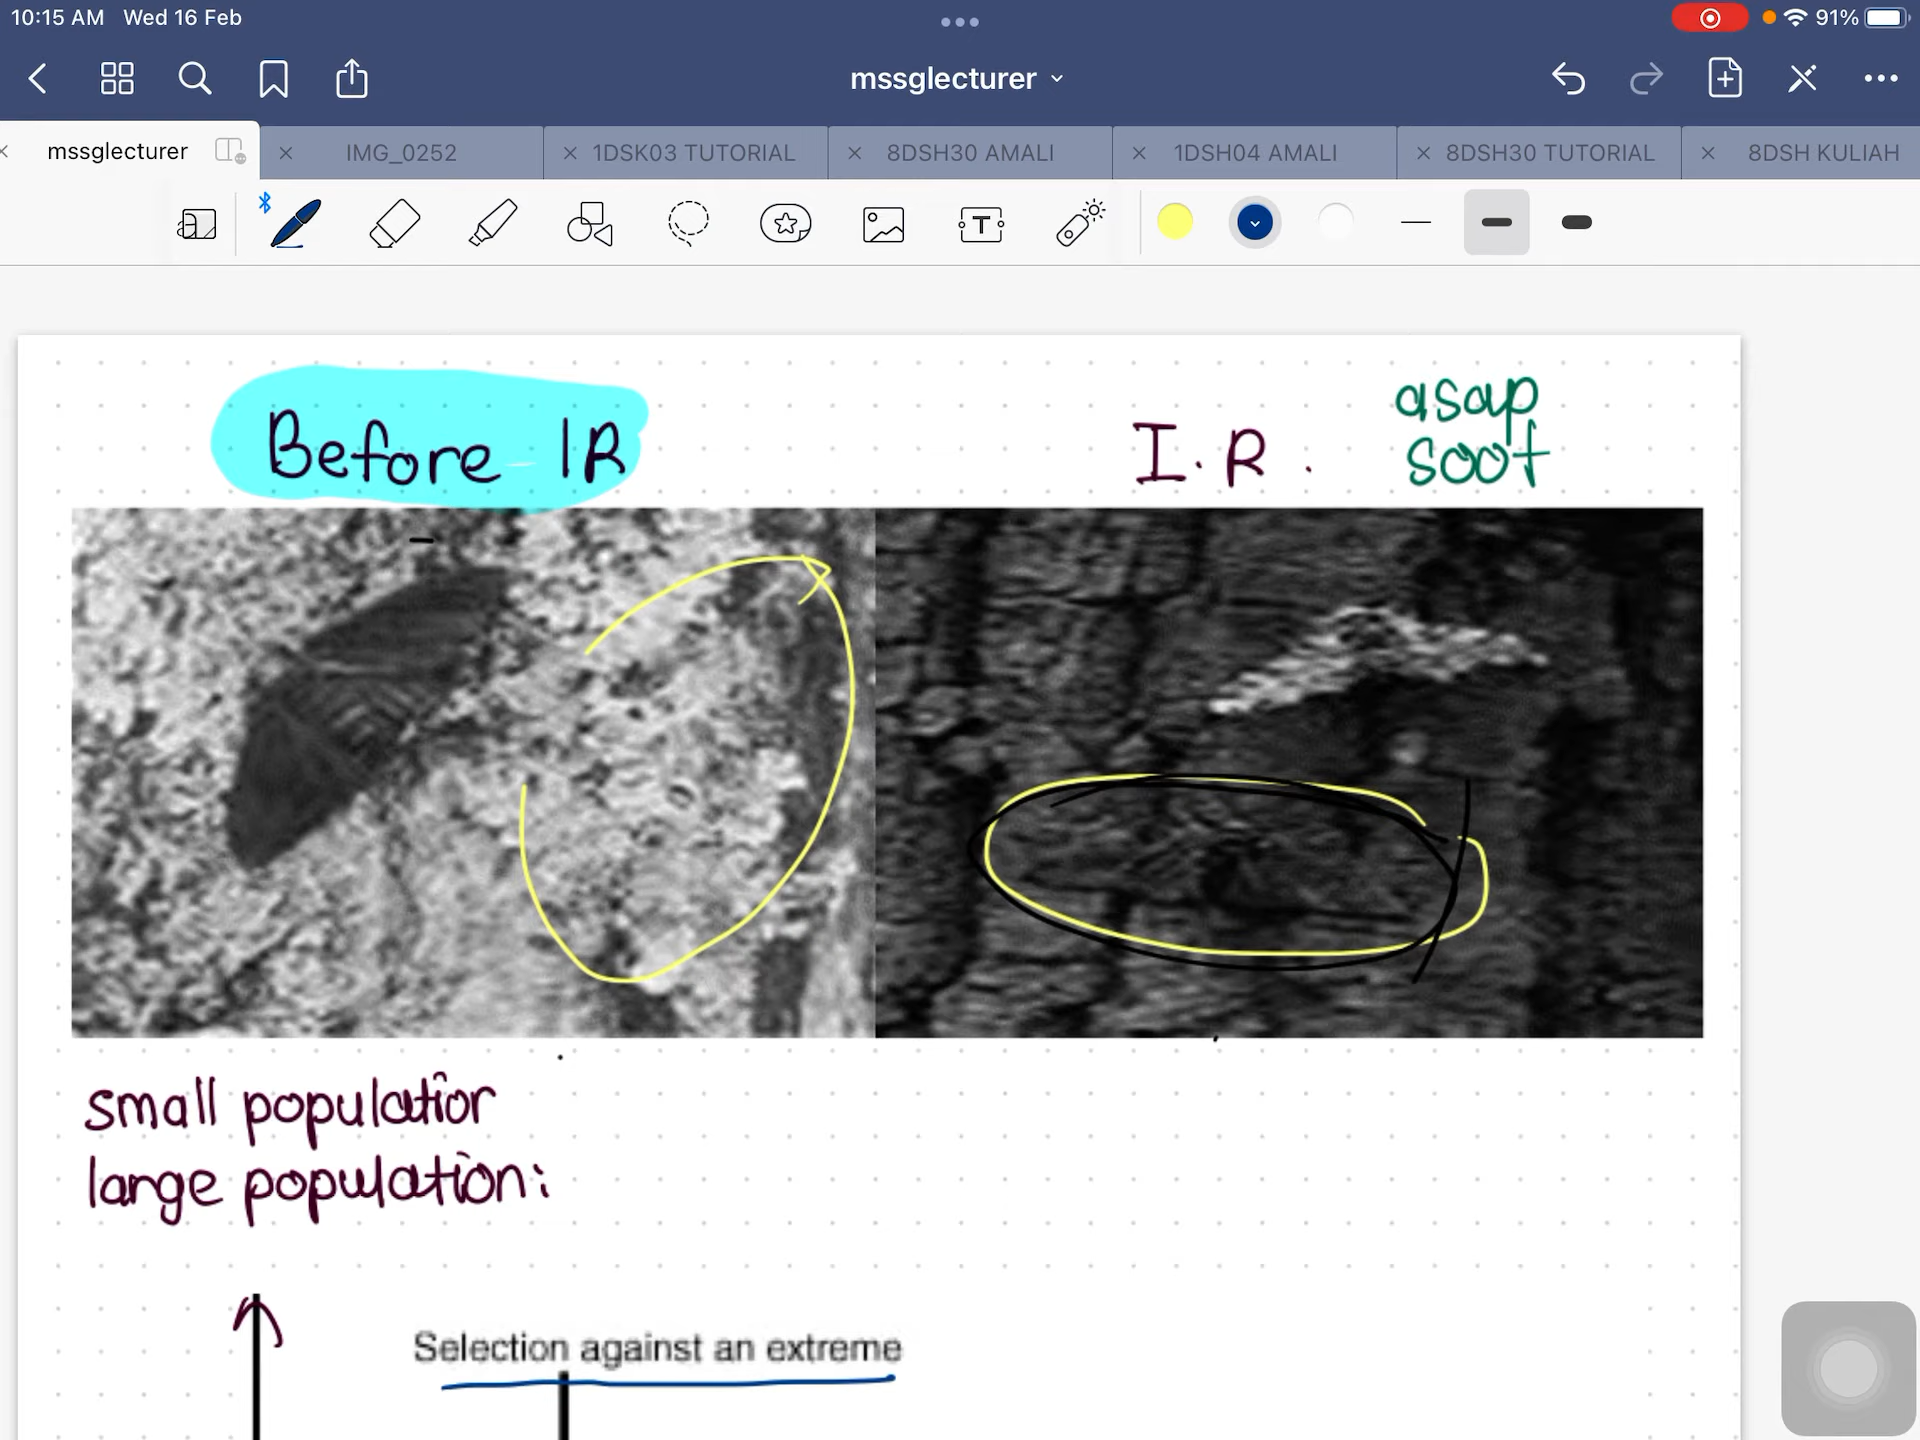 10:15 AM Wed 16 Feb
91%
mssglecturer
mssglecturer
IMG_0252
1DSK03 TUTORIAL
8DSH30 AMALI
1DSH04 AMALI
8DSH30 TUTORIAL
8DSH KULIAH
Before IR
I.R.
asap
soot
small population
large population:
Selection against an extreme